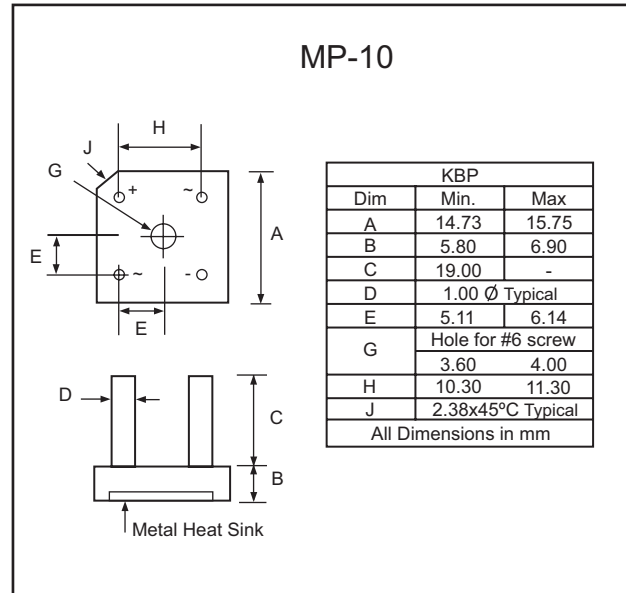 MP-10
H
J
G
+ ~
A
E
~ -
E
D
C
B
Metal Heat Sink
KBP
Dim Min. Max
A 14.73 15.75
B 5.80 6.90
C 19.00 -
D 1.00 Ø Typical
E 5.11 6.14
G Hole for #6 screw
3.60 4.00
H 10.30 11.30
J 2.38x45ºC Typical
All Dimensions in mm